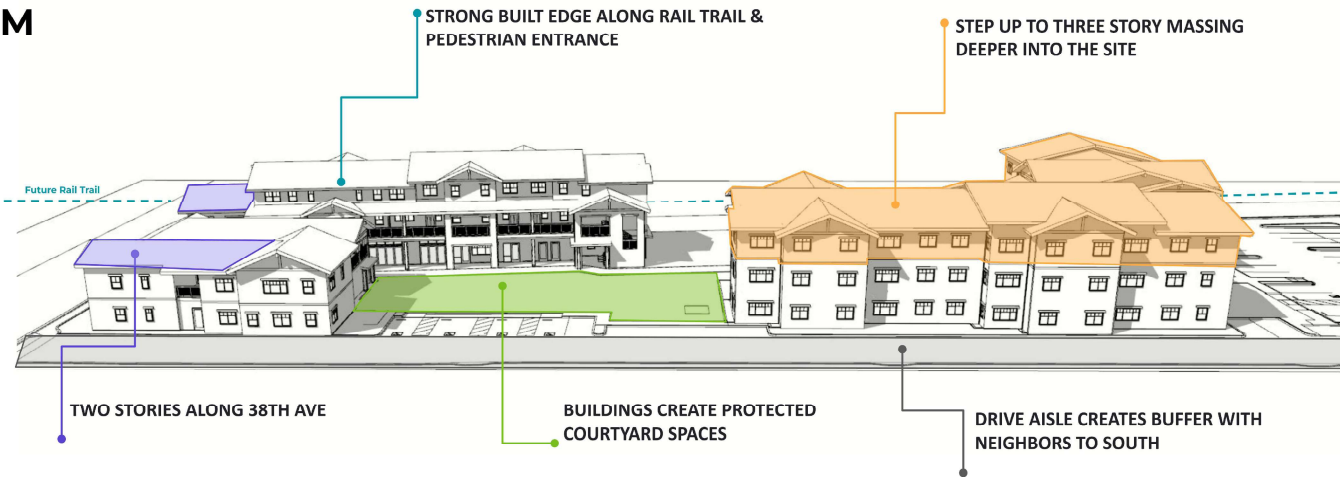 M
STRONG BUILT EDGE ALONG RAIL TRAIL &
PEDESTRIAN ENTRANCE
STEP UP TO THREE STORY MASSING
DEEPER INTO THE SITE
Future Rail Trail
TWO STORIES ALONG 38TH AVE
BUILDINGS CREATE PROTECTED
COURTYARD SPACES
DRIVE AISLE CREATES BUFFER WITH
NEIGHBORS TO SOUTH